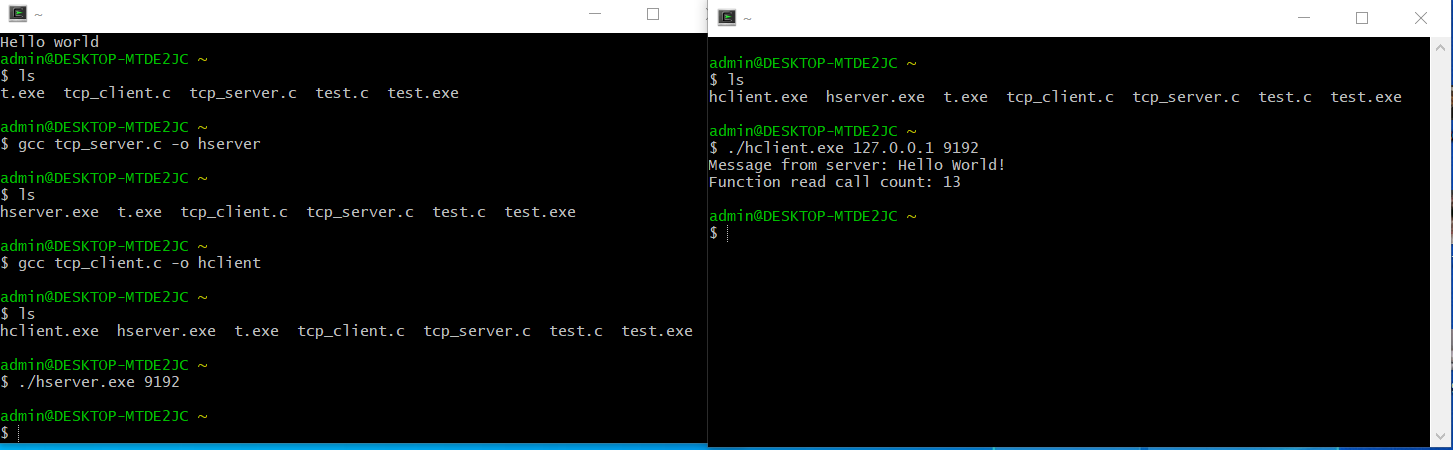 ~
Hello world
admin@DESKTOP-MTDE2JC ~
$ ls
t.exe  tcp_client.c  tcp_server.c  test.c  test.exe
admin@DESKTOP-MTDE2JC ~
$ gcc tcp_server.c -o hserver
admin@DESKTOP-MTDE2JC ~
$ ls
hserver.exe  t.exe  tcp_client.c  tcp_server.c  test.c  test.exe
admin@DESKTOP-MTDE2JC ~
$ gcc tcp_client.c -o hclient
admin@DESKTOP-MTDE2JC ~
$ ls
hclient.exe  hserver.exe  t.exe  tcp_client.c  tcp_server.c  test.c  test.exe
admin@DESKTOP-MTDE2JC ~
$ ./hserver.exe 9192
admin@DESKTOP-MTDE2JC ~
$
~
admin@DESKTOP-MTDE2JC ~
$ ls
hclient.exe  hserver.exe  t.exe  tcp_client.c  tcp_server.c  test.c  test.exe
admin@DESKTOP-MTDE2JC ~
$ ./hclient.exe 127.0.0.1 9192
Message from server: Hello World!
Function read call count: 13
admin@DESKTOP-MTDE2JC ~
$